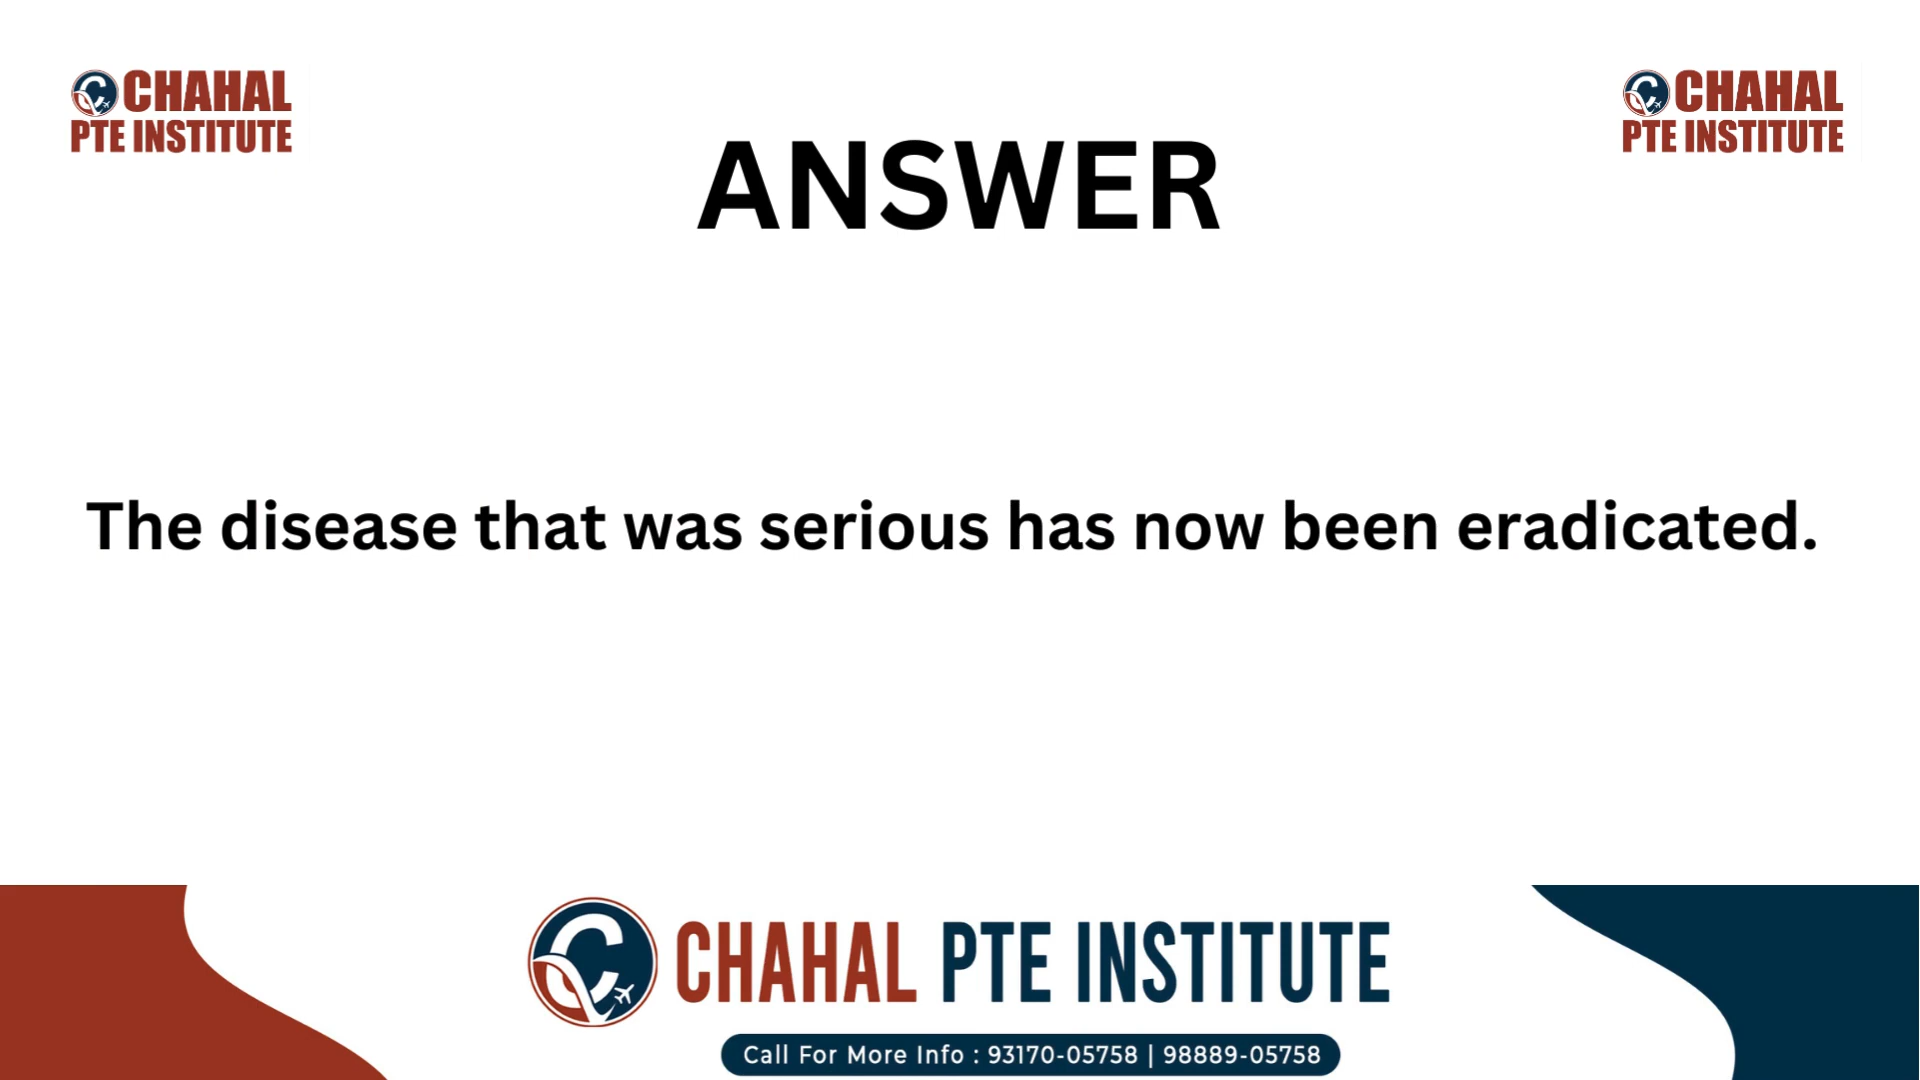 CHAHAL
PTE INSTITUTE
CHAHAL
PTE INSTITUTE
ANSWER
The disease that was serious has now been eradicated.
CHAHAL PTE INSTITUTE
Call For More Info : 93170-05758 | 98889-05758